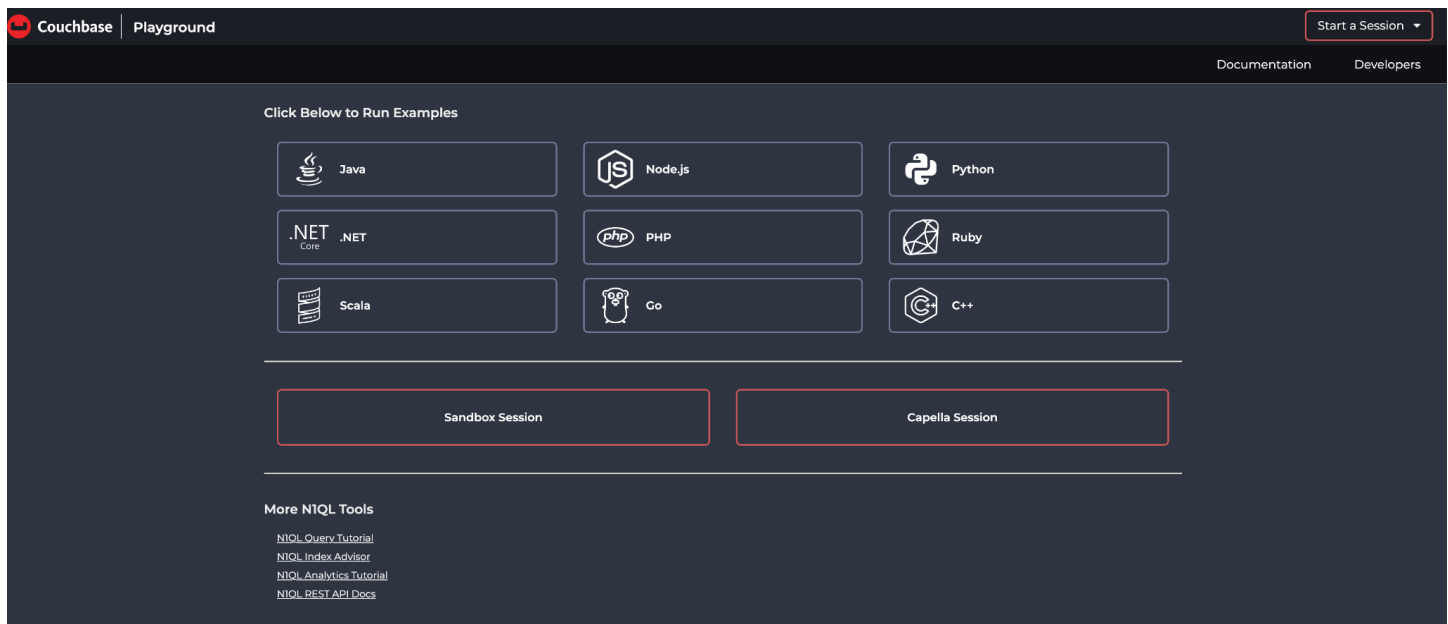 Couchbase Playground Start a Session
Documentation Developers
Click Below to Run Examples
Java JS Node.js Python
.NET Core .NET php PHP Ruby
Scala Go C++ C++
Sandbox Session Capella Session
More N1QL Tools
N1QL Query Tutorial
N1QL Index Advisor
N1QL Analytics Tutorial
N1QL REST API Docs